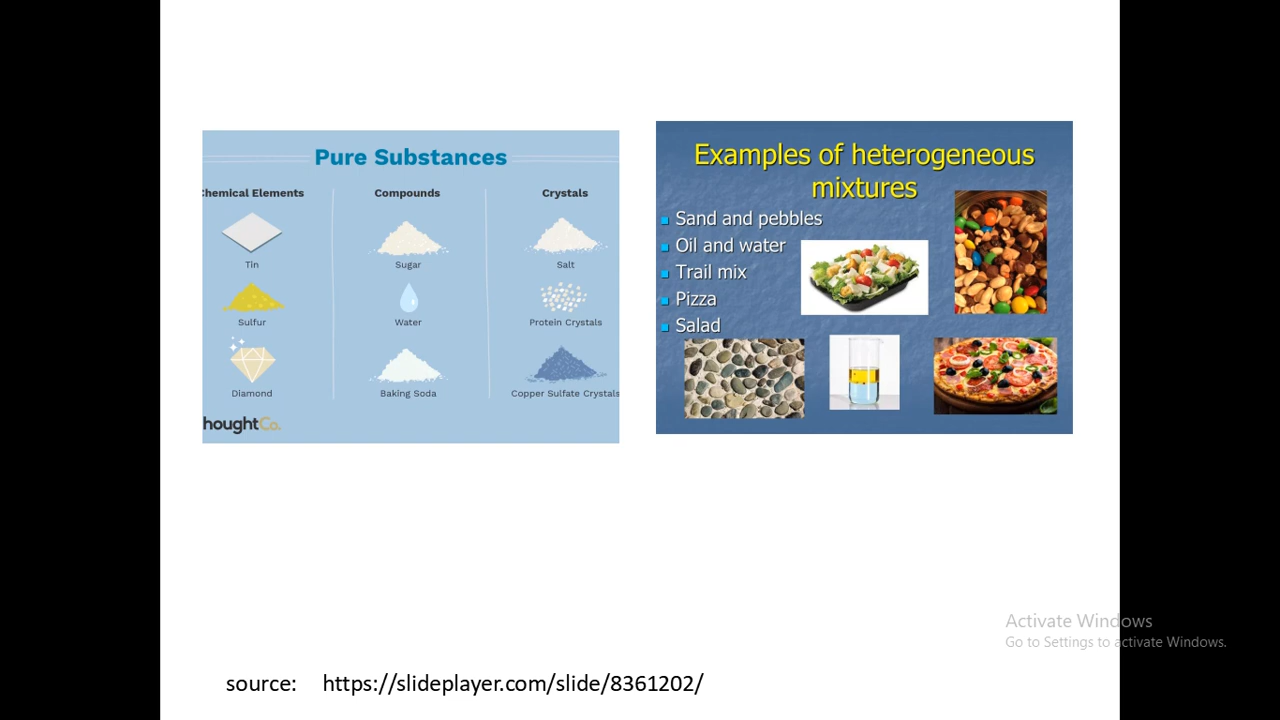 Pure Substances
Chemical Elements
Compounds
Crystals
Tin
Sugar
Salt
Sulfur
Water
Protein Crystals
Diamond
Baking Soda
Copper Sulfate Crystals
houghtCo.
Examples of heterogeneous
mixtures
Sand and pebbles
Oil and water
Trail mix
Pizza
Salad
Activate Windows
Go to Settings to activate Windows.
source: https://slideplayer.com/slide/8361202/